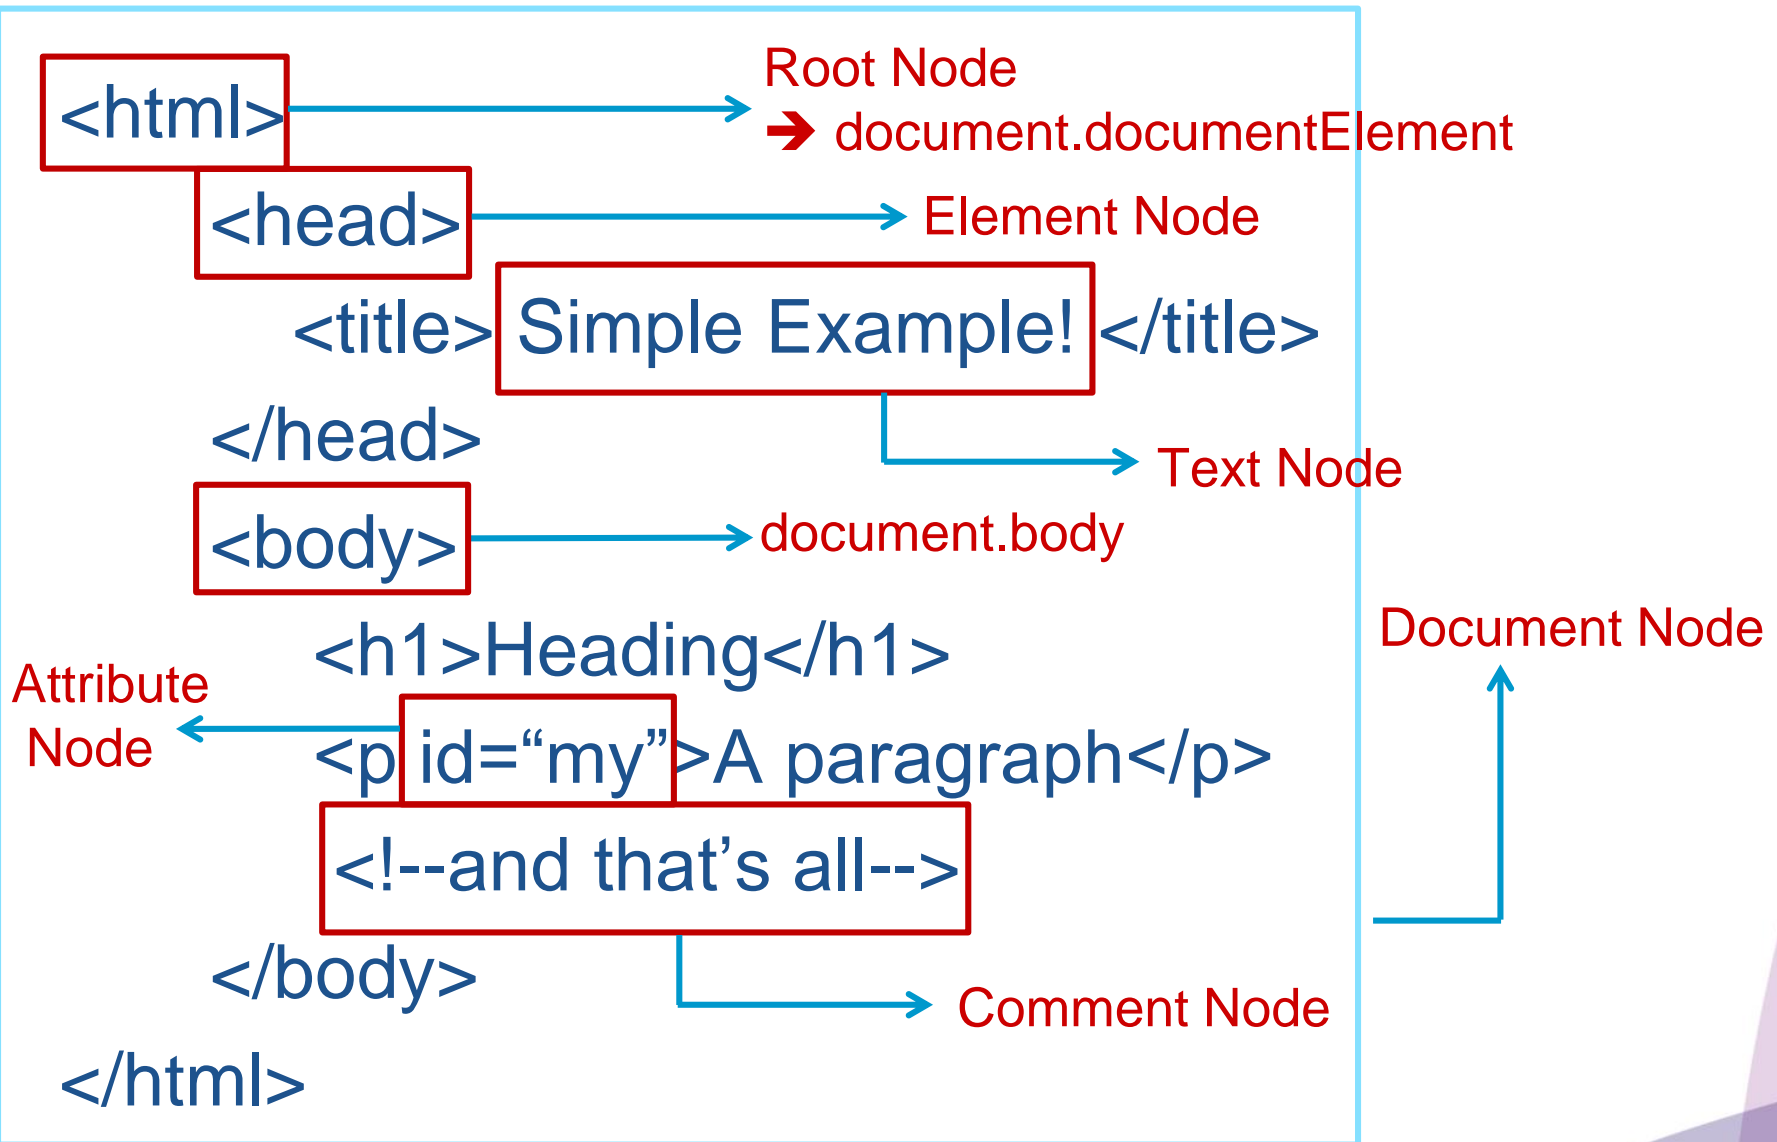 <html>
Root Node
➔ document.documentElement
<head>
Element Node
<title> Simple Example! </title>
</head>
Text Node
<body>
document.body
<h1>Heading</h1>
Document Node
Attribute
Node
<p id=“my”>A paragraph</p>
<!--and that’s all-->
</body>
Comment Node
</html>